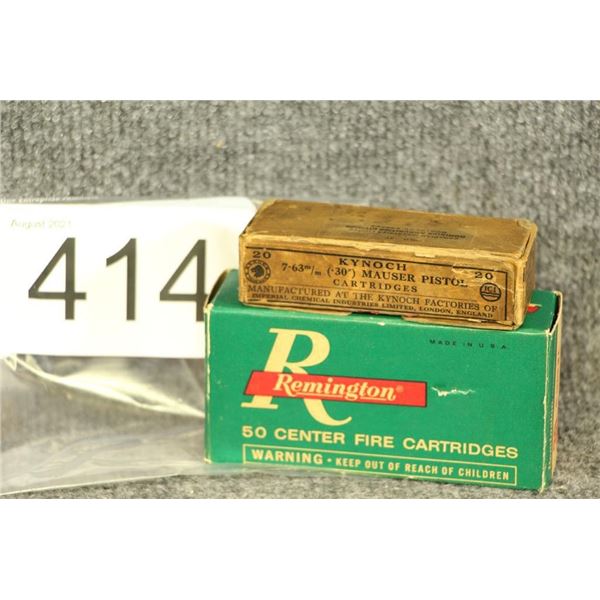 August 2021
414
20 KYNOCH 20
7·63 m/m (·30") MAUSER PISTOL
CARTRIDGES
MANUFACTURED AT THE KYNOCH FACTORIES OF
IMPERIAL CHEMICAL INDUSTRIES LIMITED, LONDON, ENGLAND
ICI
MADE IN U.S.A.
R
Remington®
50 CENTER FIRE CARTRIDGES
WARNING • KEEP OUT OF REACH OF CHILDREN